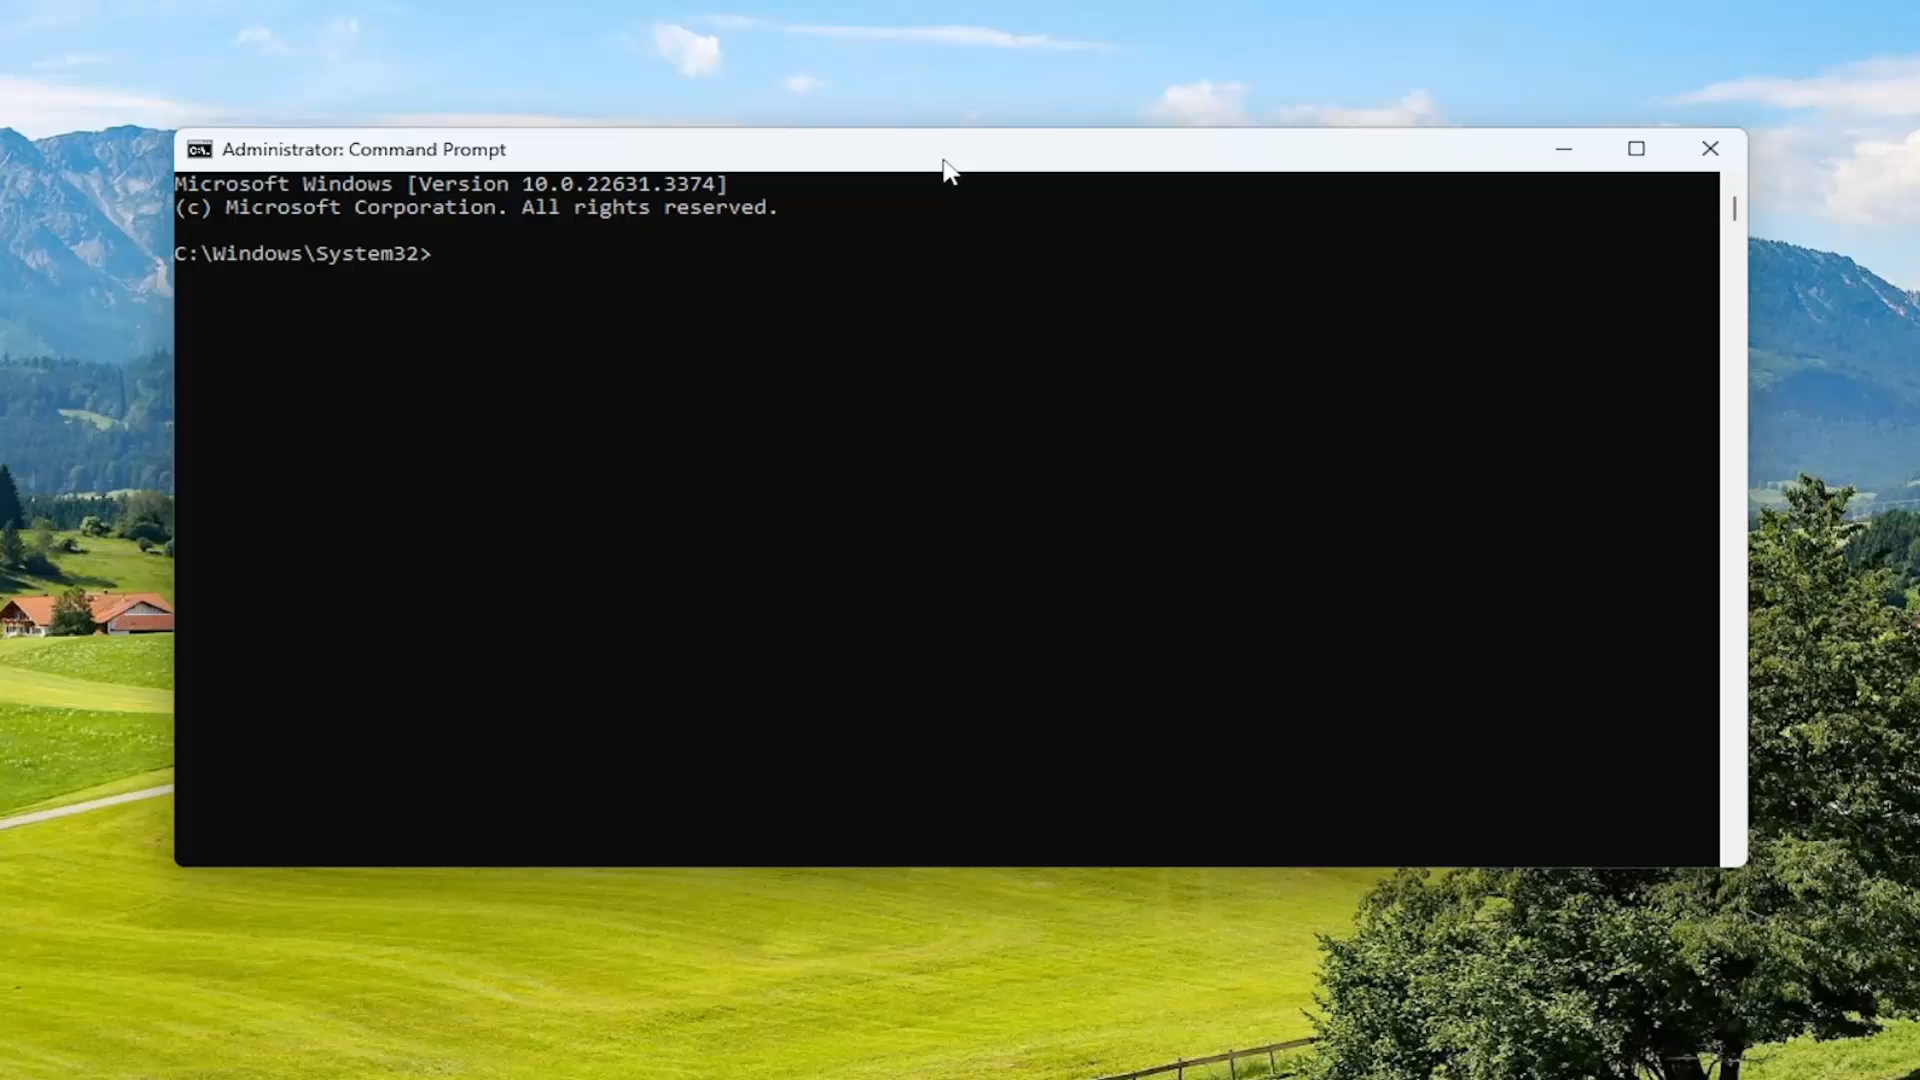 Administrator: Command Prompt
Microsoft Windows [Version 10.0.22631.3374]
(c) Microsoft Corporation. All rights reserved.
C:\Windows\System32>